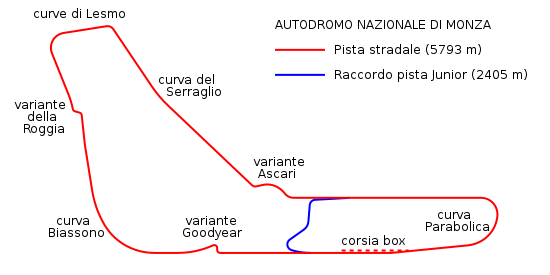 curve di Lesmo
AUTODROMO NAZIONALE DI MONZA
Pista stradale (5793 m)
Raccordo pista Junior (2405 m)
curva del
Serraglio
variante
della
Roggia
variante
Ascari
curva
Biassono
variante
Goodyear
curva
Parabolica
corsia box